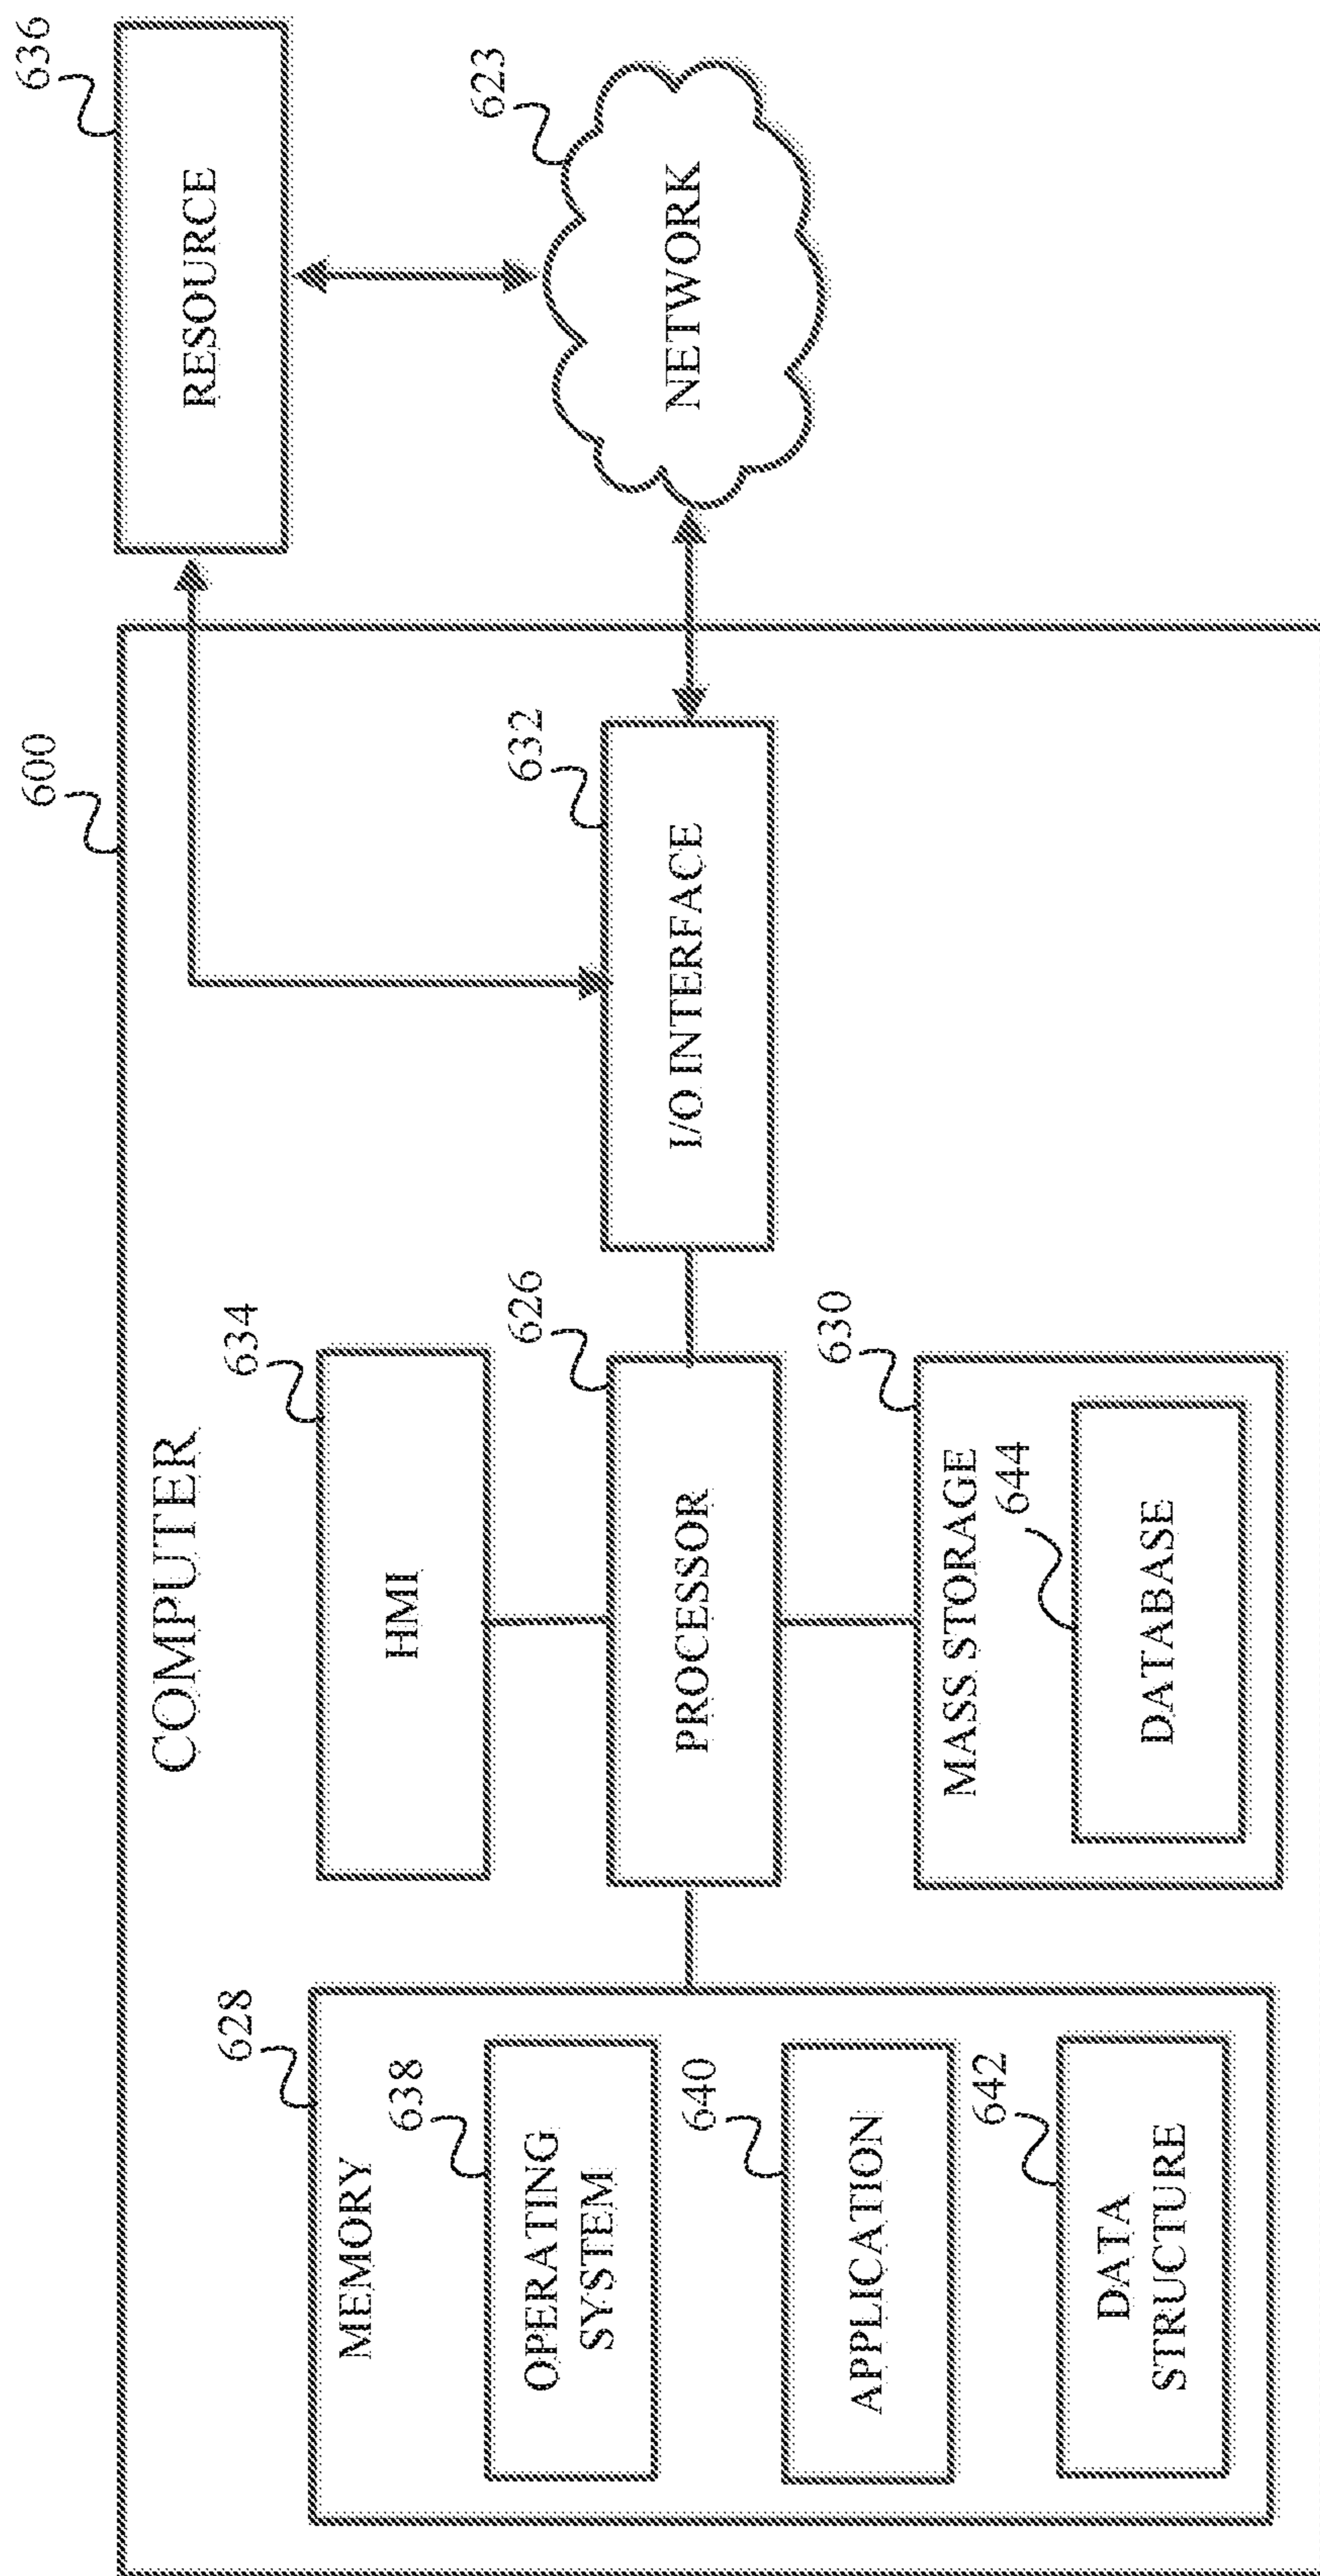 600
COMPUTER
628
MEMORY
638
OPERATING
SYSTEM
640
APPLICATION
642
DATA
STRUCTURE
634
HMI
626
PROCESSOR
630
MASS STORAGE
644
DATABASE
632
I/O INTERFACE
636
RESOURCE
623
NETWORK